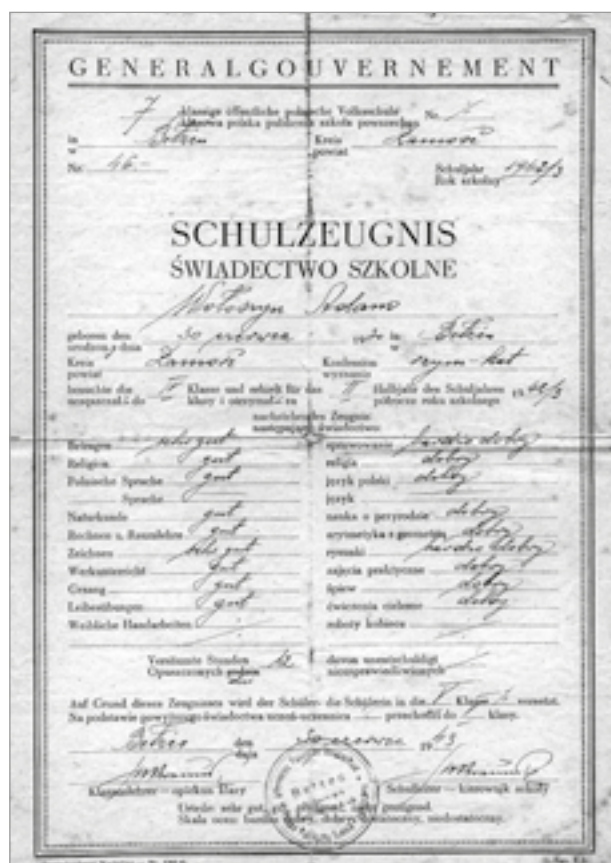 GENERALGOUVERNEMENT
7 klassige öffentliche polnische Volksschule Nr.
klasowa polska publiczna szkoła powszechna
in Kreis Zamość
w powiat
Nr. 46.- Schuljahr 1942/3
Rok szkolny
SCHULZEUGNIS
ŚWIADECTWO SZKOLNE
Wołoszyn Adam
geboren den 30 czerwca 19 in
urodzony dnia w
Kreis Zamość Konfession rzym-kat
powiat wyznanie
besuchte die Klasse und erhielt für das II Halbjahr des Schuljahres 1942/3
uczęszczał do klasy i otrzymał za półrocze roku szkolnego
nachstehendes Zeugnis:
następujące świadectwo:
Betragen sehr gut sprawowanie bardzo dobry
Religion gut religia dobry
Polnische Sprache gut język polski dobry
Sprache język
Naturkunde gut nauka o przyrodzie dobry
Rechnen u. Raumlehre gut arytmetyka z geometrią dobry
Zeichnen sehr gut rysunki bardzo dobry
Werkunterricht gut zajęcia praktyczne dobry
Gesang gut śpiew dobry
Leibesübungen gut ćwiczenia cielesne dobry
Weibliche Handarbeiten roboty kobiece
Versäumte Stunden 12 davon unentschuldigt
Opuszczonych godzin nieusprawiedliwionych
Auf Grund dieses Zeugnisses wird der Schüler- die Schülerin in die V Klasse versetzt.
Na podstawie powyższego świadectwa uczeń-uczennica przechodzi do klasy.
den 30 czerwca 1943
dnia
Klassenlehrer — opiekun klasy Schulleiter — kierownik szkoły
Urteile: sehr gut, gut, genügend, nicht genügend.
Skala ocen: bardzo dobry, dobry, dostateczny, niedostateczny.